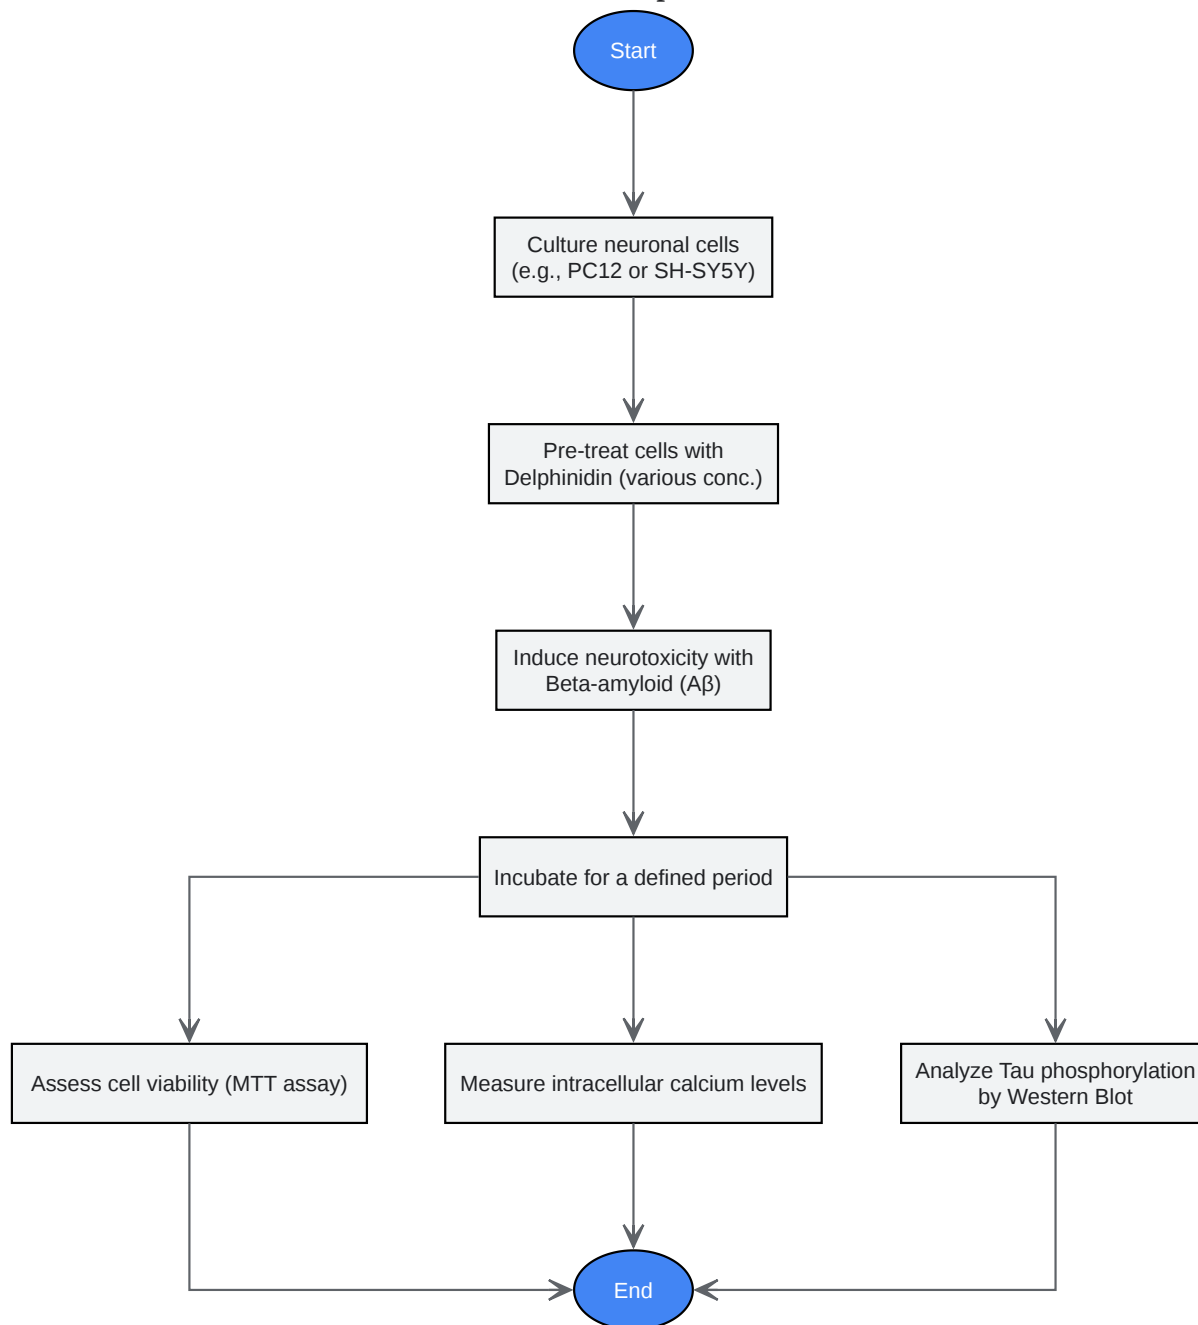 Start
Culture neuronal cells
(e.g., PC12 or SH-SY5Y)
Pre-treat cells with
Delphinidin (various conc.)
Induce neurotoxicity with
Beta-amyloid (Aβ)
Incubate for a defined period
Assess cell viability (MTT assay)
Measure intracellular calcium levels
Analyze Tau phosphorylation
by Western Blot
End